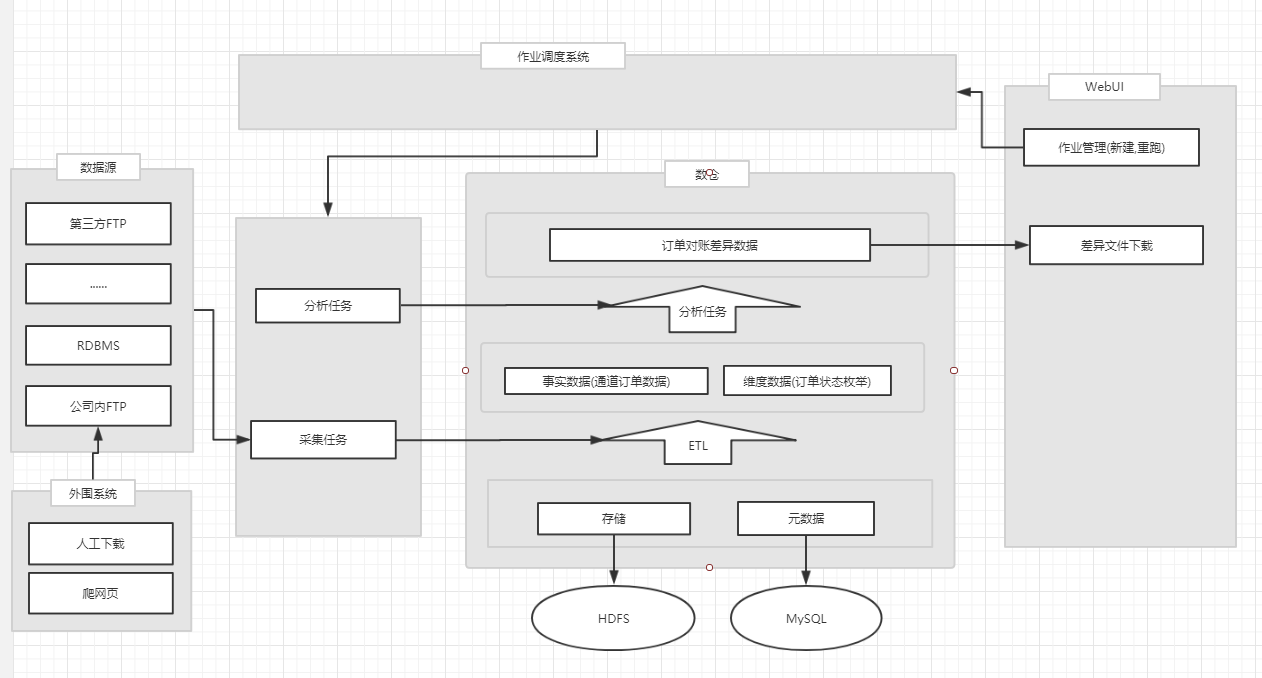 作业调度系统
WebUI
作业管理(新建,重跑)
数据源
数仓
第三方FTP
订单对账差异数据
差异文件下载
......
分析任务
分析任务
RDBMS
事实数据(通道订单数据)
维度数据(订单状态枚举)
公司内FTP
采集任务
ETL
外围系统
存储
元数据
人工下载
爬网页
HDFS
MySQL